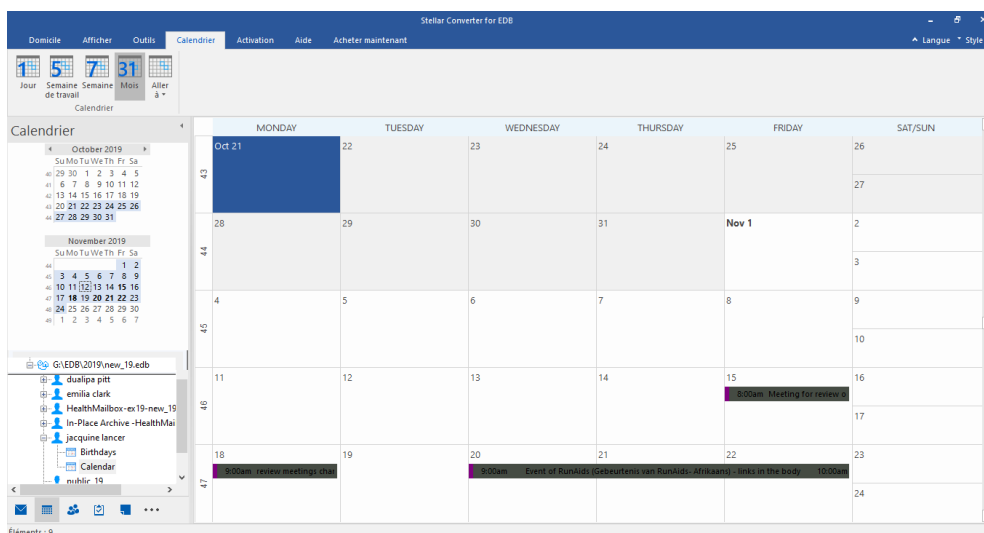 Stellar Converter for EDB
Domicile Afficher Outils Calendrier Activation Aide Acheter maintenant Langue Style
1 5 7 31
Jour Semaine de travail Semaine Mois Aller à
Calendrier
Calendrier
October 2019
Su Mo Tu We Th Fr Sa
40 29 30 1 2 3 4 5
41 6 7 8 9 10 11 12
42 13 14 15 16 17 18 19
43 20 21 22 23 24 25 26
44 27 28 29 30 31
November 2019
Su Mo Tu We Th Fr Sa
44 1 2
45 3 4 5 6 7 8 9
46 10 11 12 13 14 15 16
47 17 18 19 20 21 22 23
48 24 25 26 27 28 29 30
49 1 2 3 4 5 6 7
G:\EDB\2019\new_19.edb
dualipa pitt
emilia clark
HealthMailbox-ex19-new_19
In-Place Archive -HealthMai
jacquine lancer
Birthdays
Calendar
public_19
Éléments : 9
MONDAY TUESDAY WEDNESDAY THURSDAY FRIDAY SAT/SUN
43 Oct 21 22 23 24 25 26
27
44 28 29 30 31 Nov 1 2
3
45 4 5 6 7 8 9
10
46 11 12 13 14 15 16
8:00am Meeting for review o
17
47 18 19 20 21 22 23
9:00am review meetings char
9:00am Event of RunAids (Gebeurtenis van RunAids- Afrikaans) - links in the body 10:00am
24